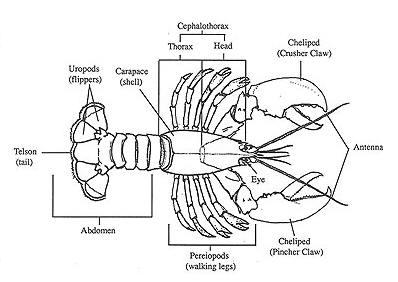 Cephalothorax
Thorax
Head
Cheliped
(Crusher Claw)
Uropods
(flippers)
Carapace
(shell)
Telson
(tail)
Antenna
Eye
Abdomen
Cheliped
(Pincher Claw)
Pereiopods
(walking legs)